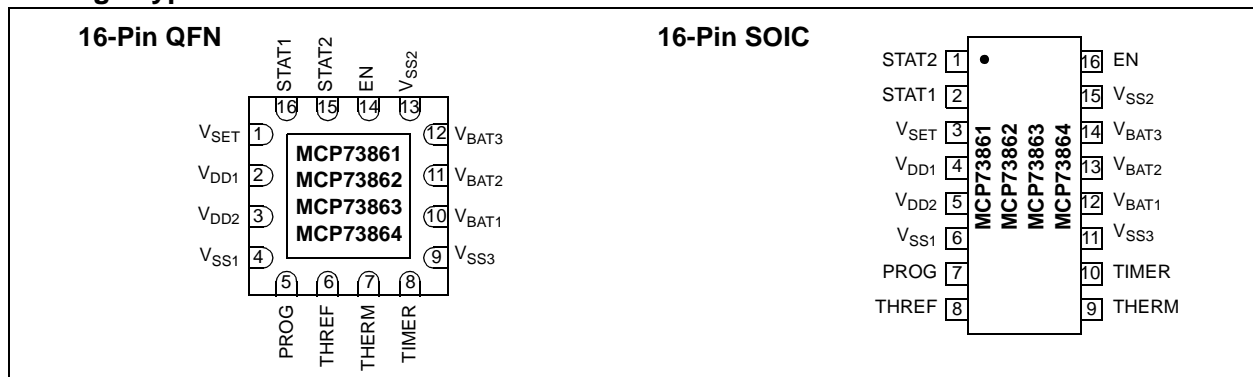 16-Pin QFN
STAT1
STAT2
EN
VSS2
16
15
14
13
VSET 1
VDD1 2
VDD2 3
VSS1 4
MCP73861
MCP73862
MCP73863
MCP73864
12 VBAT3
11 VBAT2
10 VBAT1
9 VSS3
5
6
7
8
PROG
THREF
THERM
TIMER
16-Pin SOIC
STAT2 1
STAT1 2
VSET 3
VDD1 4
VDD2 5
VSS1 6
PROG 7
THREF 8
MCP73861
MCP73862
MCP73863
MCP73864
16 EN
15 VSS2
14 VBAT3
13 VBAT2
12 VBAT1
11 VSS3
10 TIMER
9 THERM